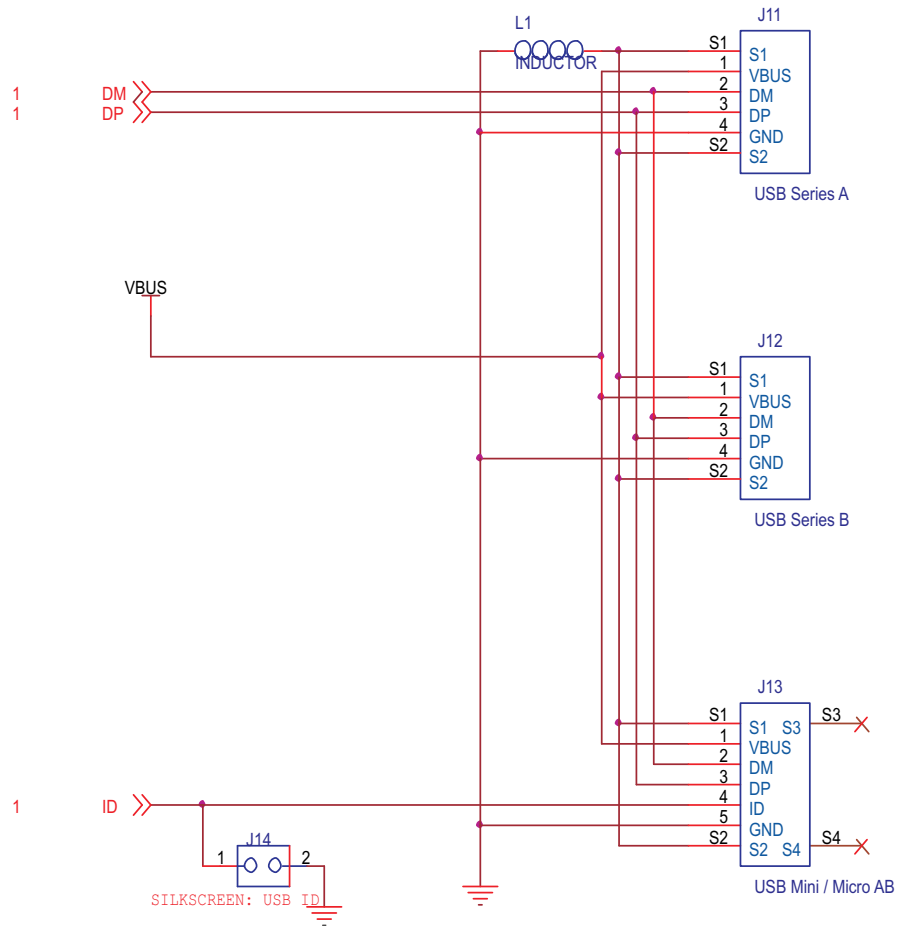 J11
L1
INDUCTOR
S1 S1
1 VBUS
1 DM 2 DM
1 DP 3 DP
4 GND
S2 S2
USB Series A
VBUS
J12
S1 S1
1 VBUS
2 DM
3 DP
4 GND
S2 S2
USB Series B
J13
S1 S1 S3 S3
1 VBUS
2 DM
3 DP
1 ID 4 ID
5 GND
S2 S2 S4 S4
USB Mini / Micro AB
J14
1 2
SILKSCREEN: USB ID